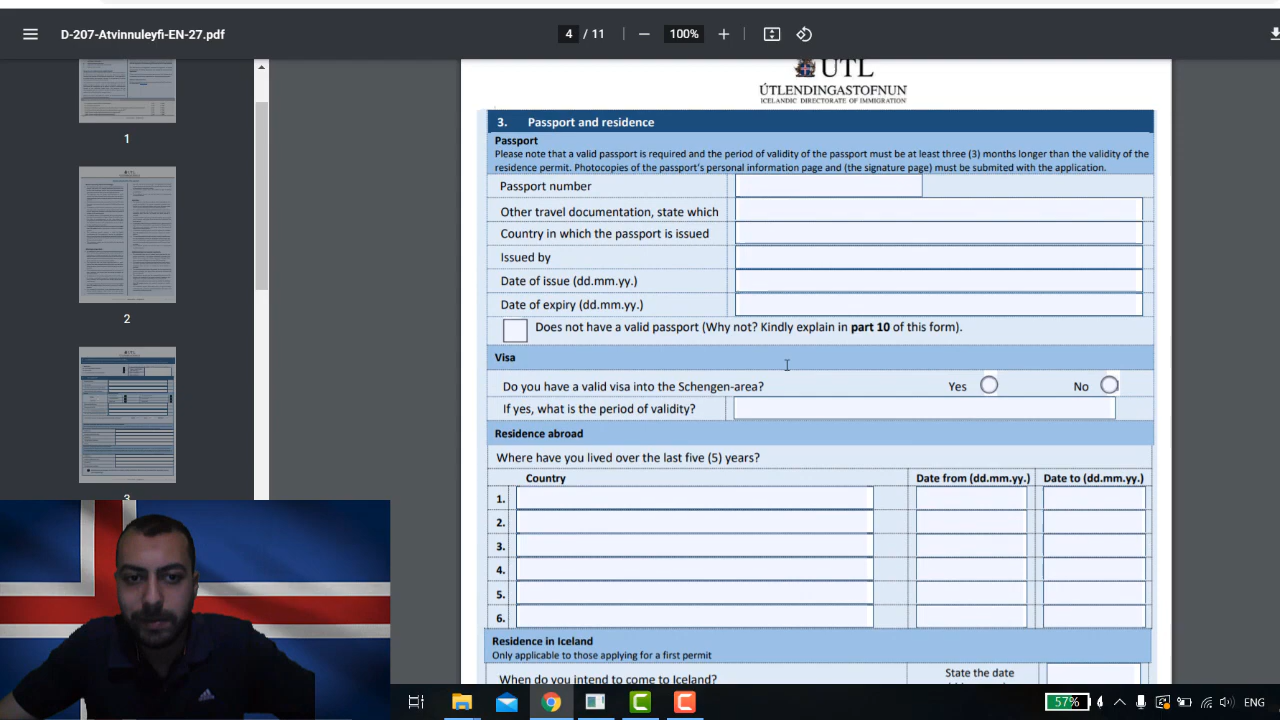 D-207-Atvinnuleyfi-EN-27.pdf
4 / 11
100%
1
2
3
UTL
ÚTLENDINGASTOFNUN
ICELANDIC DIRECTORATE OF IMMIGRATION
3. Passport and residence
Passport
Please note that a valid passport is required and the period of validity of the passport must be at least three (3) months longer than the validity of the
residence permit. Photocopies of the passport's personal information page and (the signature page) must be submited with the application.
Passport number
Other travel documentation, state which
Country in which the passport is issued
Issued by
Date of issue (dd.mm.yy.)
Date of expiry (dd.mm.yy.)
Does not have a valid passport (Why not? Kindly explain in part 10 of this form).
Visa
Do you have a valid visa into the Schengen-area? Yes No
If yes, what is the period of validity?
Residence abroad
Where have you lived over the last five (5) years?
Country Date from (dd.mm.yy.) Date to (dd.mm.yy.)
1.
2.
3.
4.
5.
6.
Residence in Iceland
Only applicable to those applying for a first permit
When do you intend to come to Iceland? State the date
57%
ENG